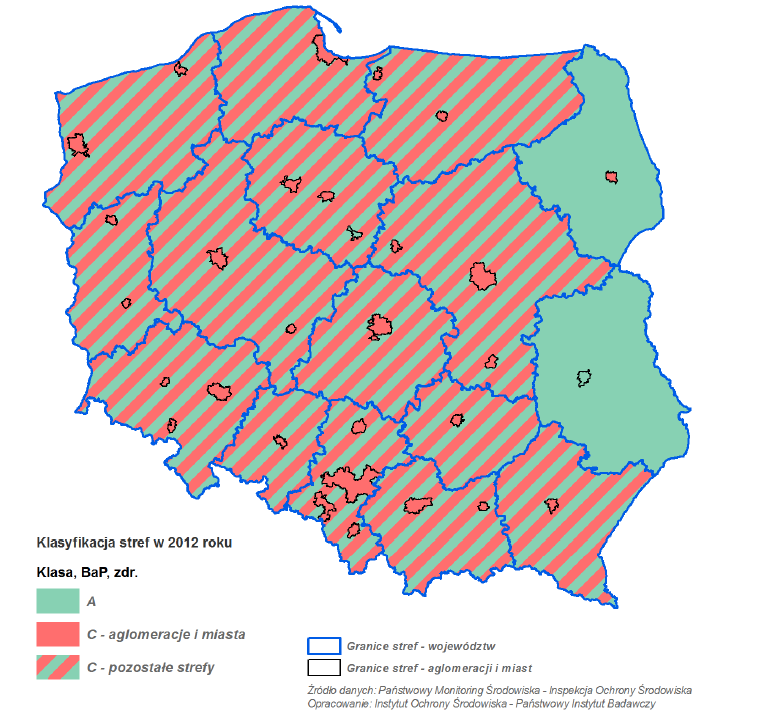 Klasyfikacja stref w 2012 roku
Klasa, BaP, zdr.
A
C - aglomeracje i miasta
C - pozostałe strefy
Granice stref - województw
Granice stref - aglomeracji i miast
Źródło danych: Państwowy Monitoring Środowiska - Inspekcja Ochrony Środowiska
Opracowanie: Instytut Ochrony Środowiska - Państwowy Instytut Badawczy